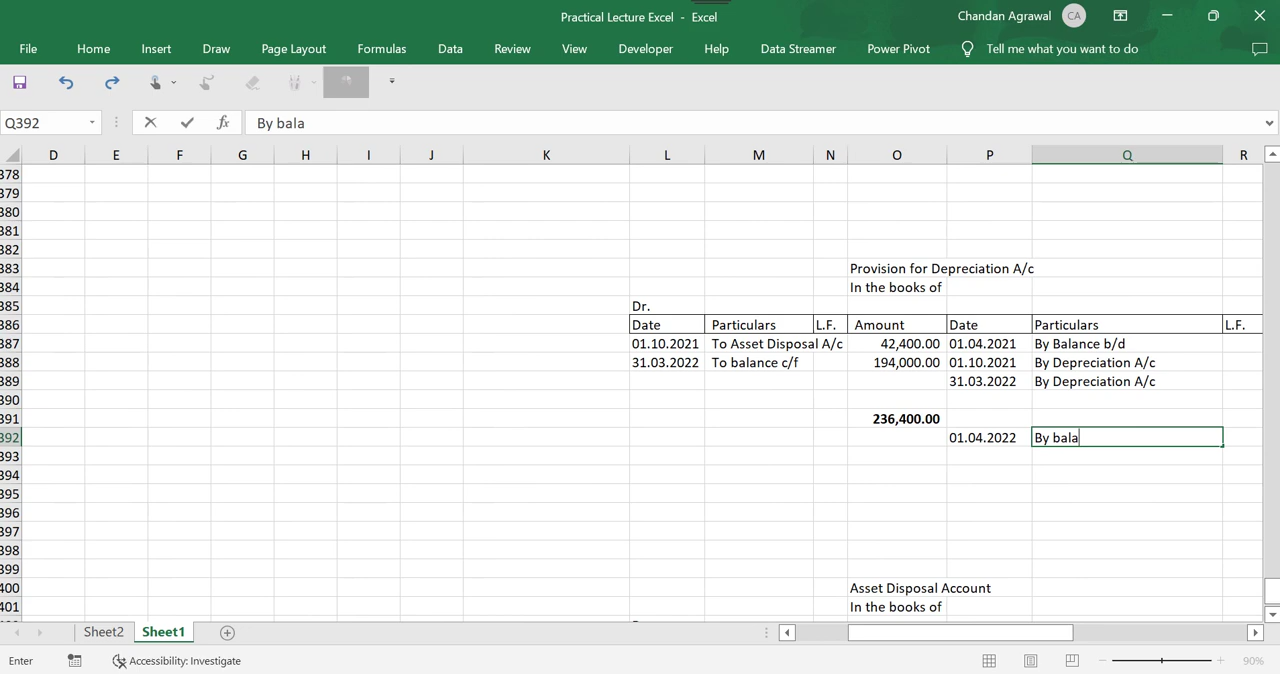 Practical Lecture Excel - Excel
Chandan Agrawal CA
File Home Insert Draw Page Layout Formulas Data Review View Developer Help Data Streamer Power Pivot Tell me what you want to do
Q392 fx By bala
D E F G H I J K L M N O P Q R
378
379
380
381
382
383 Provision for Depreciation A/c
384 In the books of
385 Dr.
386 Date Particulars L.F. Amount Date Particulars L.F.
387 01.10.2021 To Asset Disposal A/c 42,400.00 01.04.2021 By Balance b/d
388 31.03.2022 To balance c/f 194,000.00 01.10.2021 By Depreciation A/c
389 31.03.2022 By Depreciation A/c
390
391 236,400.00
392 01.04.2022 By bala
393
394
395
396
397
398
399
400 Asset Disposal Account
401 In the books of
Sheet2 Sheet1
Enter Accessibility: Investigate 90%